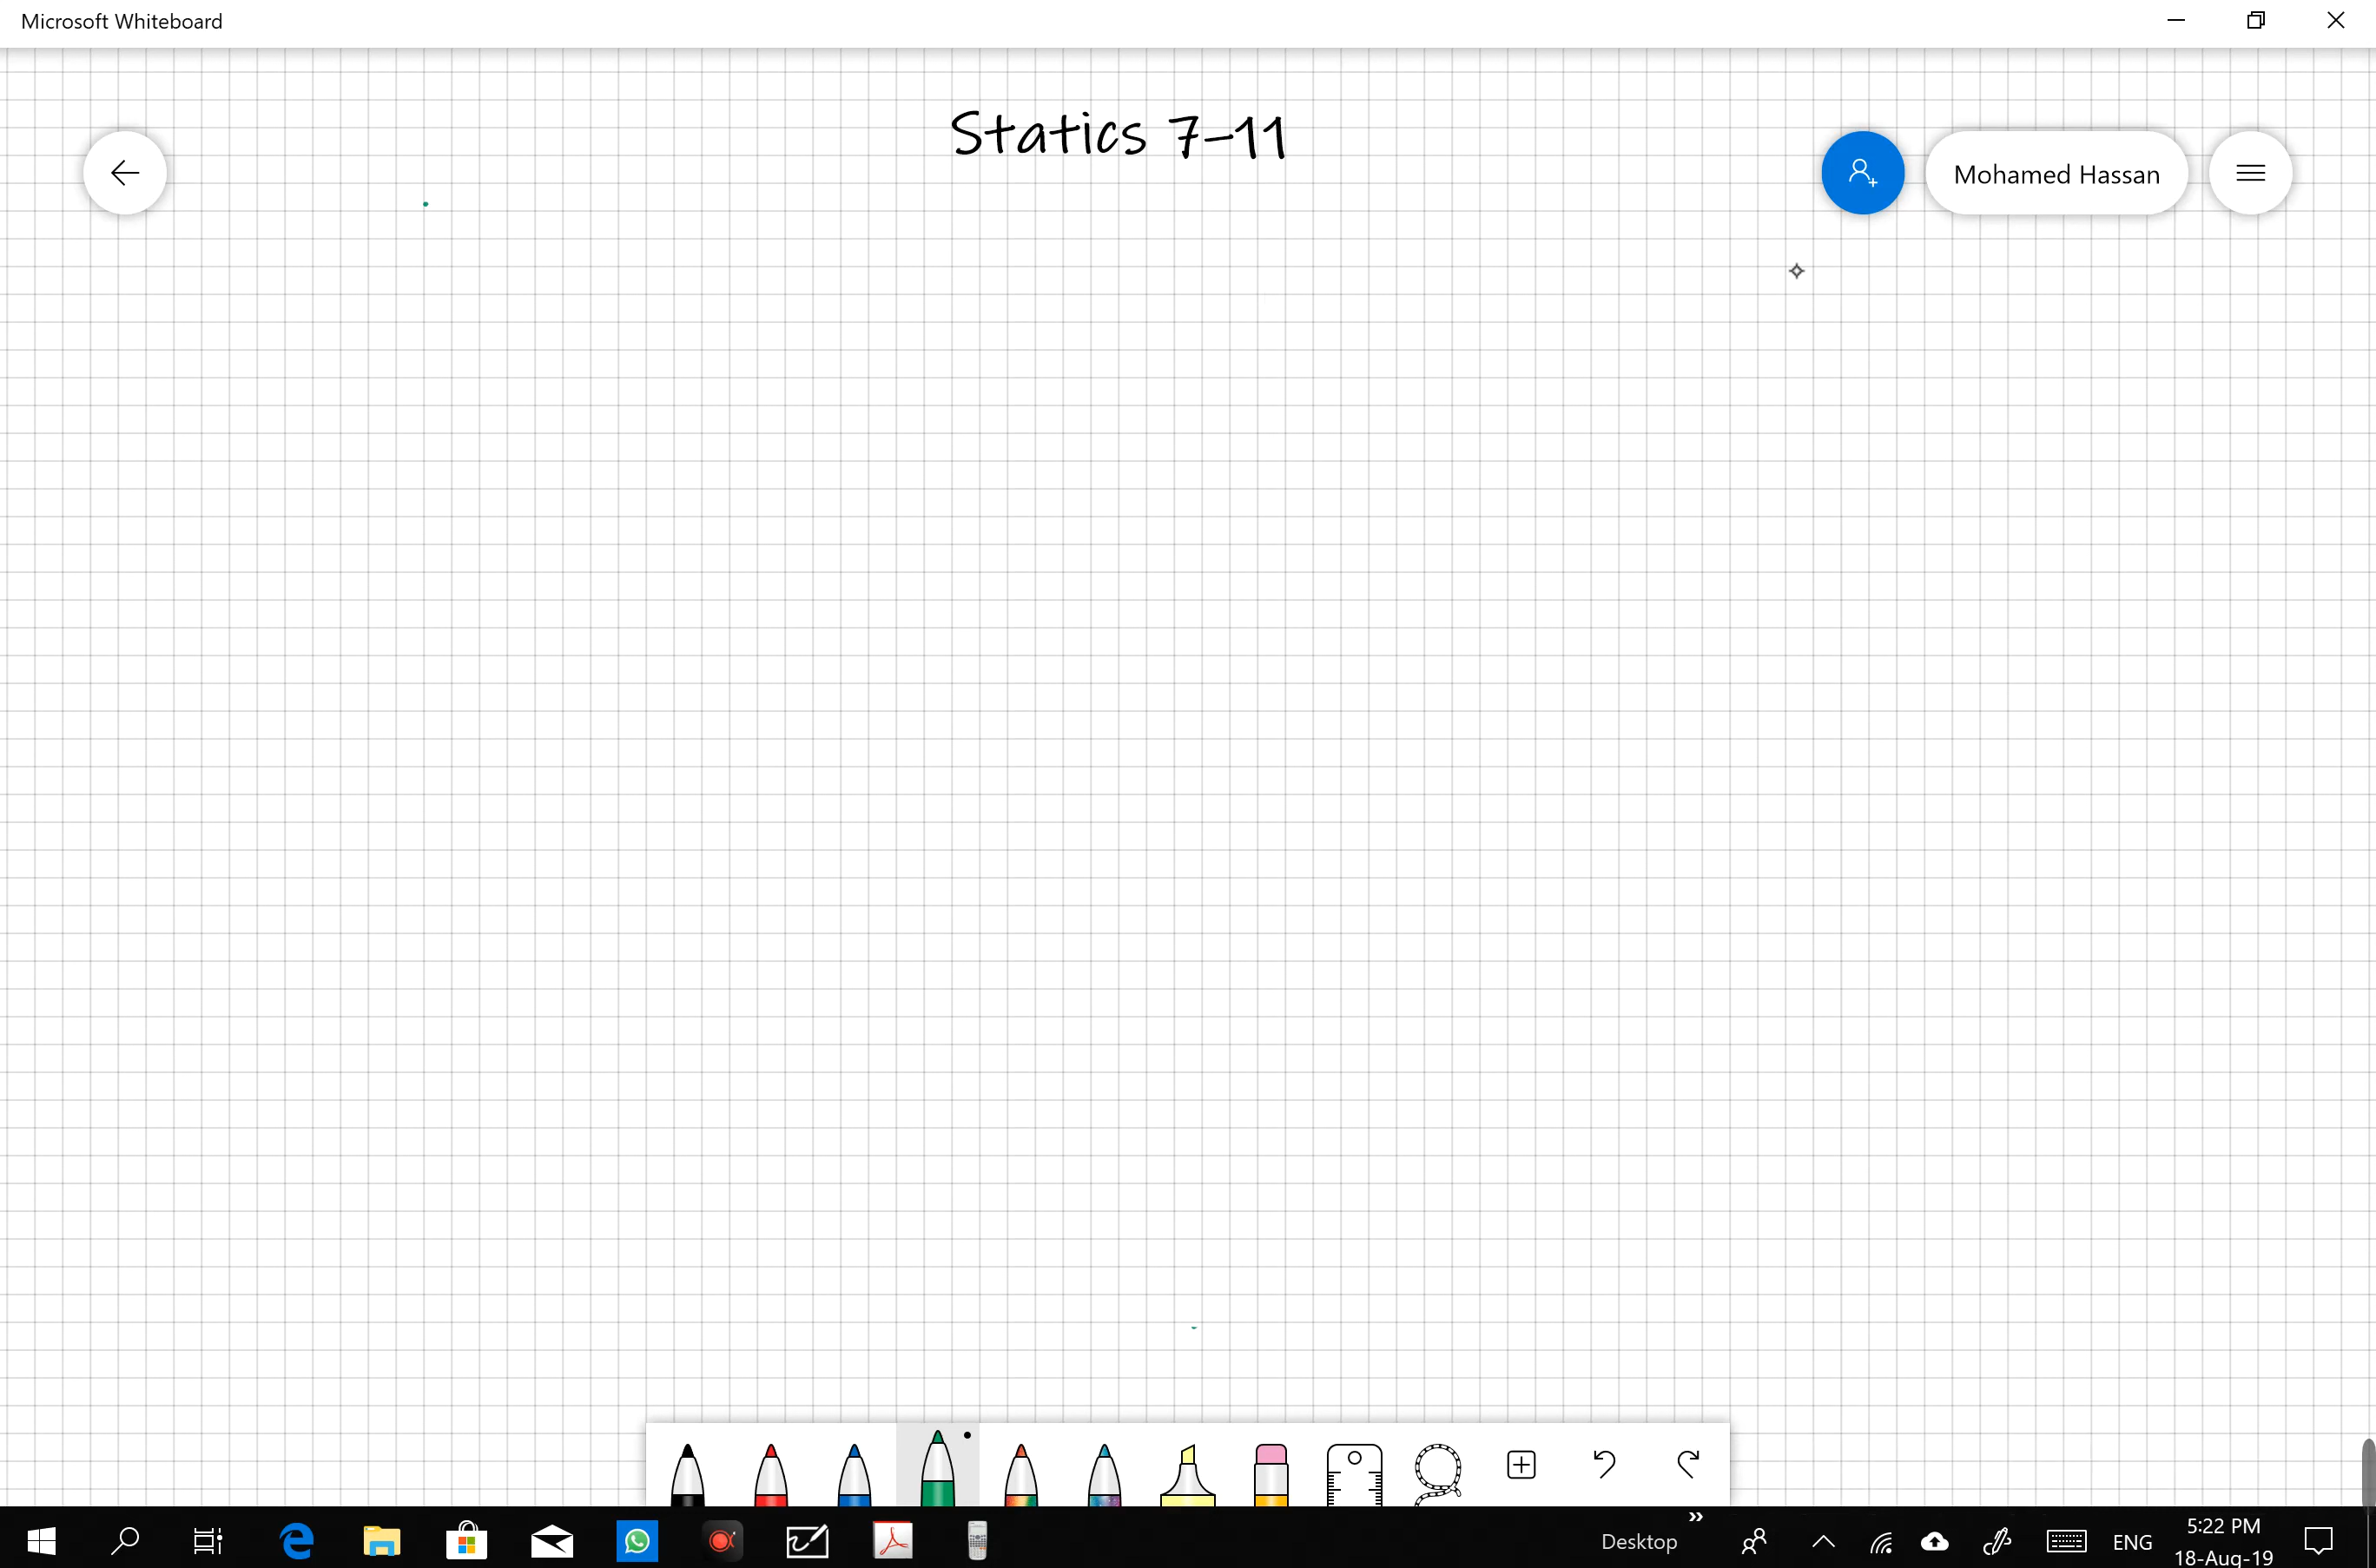 Microsoft Whiteboard
Statics 7-11
Mohamed Hassan
Desktop
ENG
5:22 PM
18-Aug-19